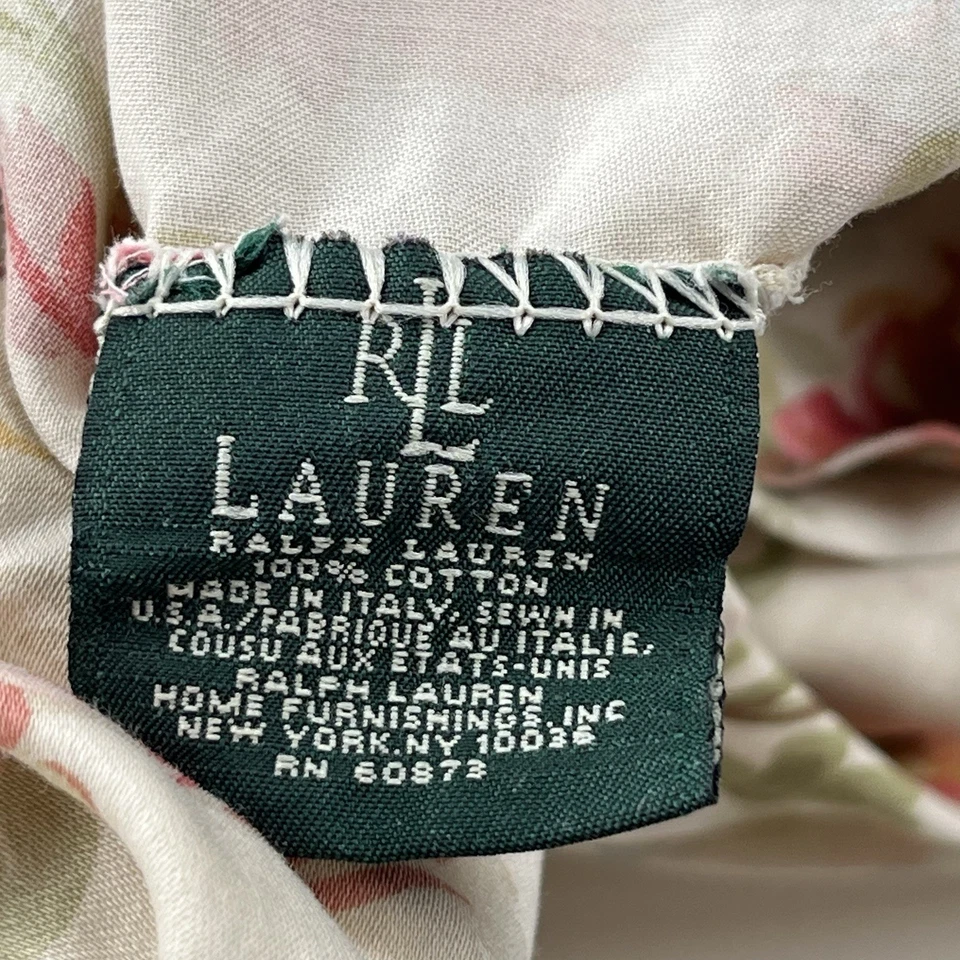 RLL
LAUREN
RALPH LAUREN
100% COTTON
MADE IN ITALY, SEWN IN
U.S.A./FABRIQUE AU ITALIE,
COUSU AUX ETATS-UNIS
RALPH LAUREN
HOME FURNISHINGS, INC
NEW YORK, NY 10036
RN 60873